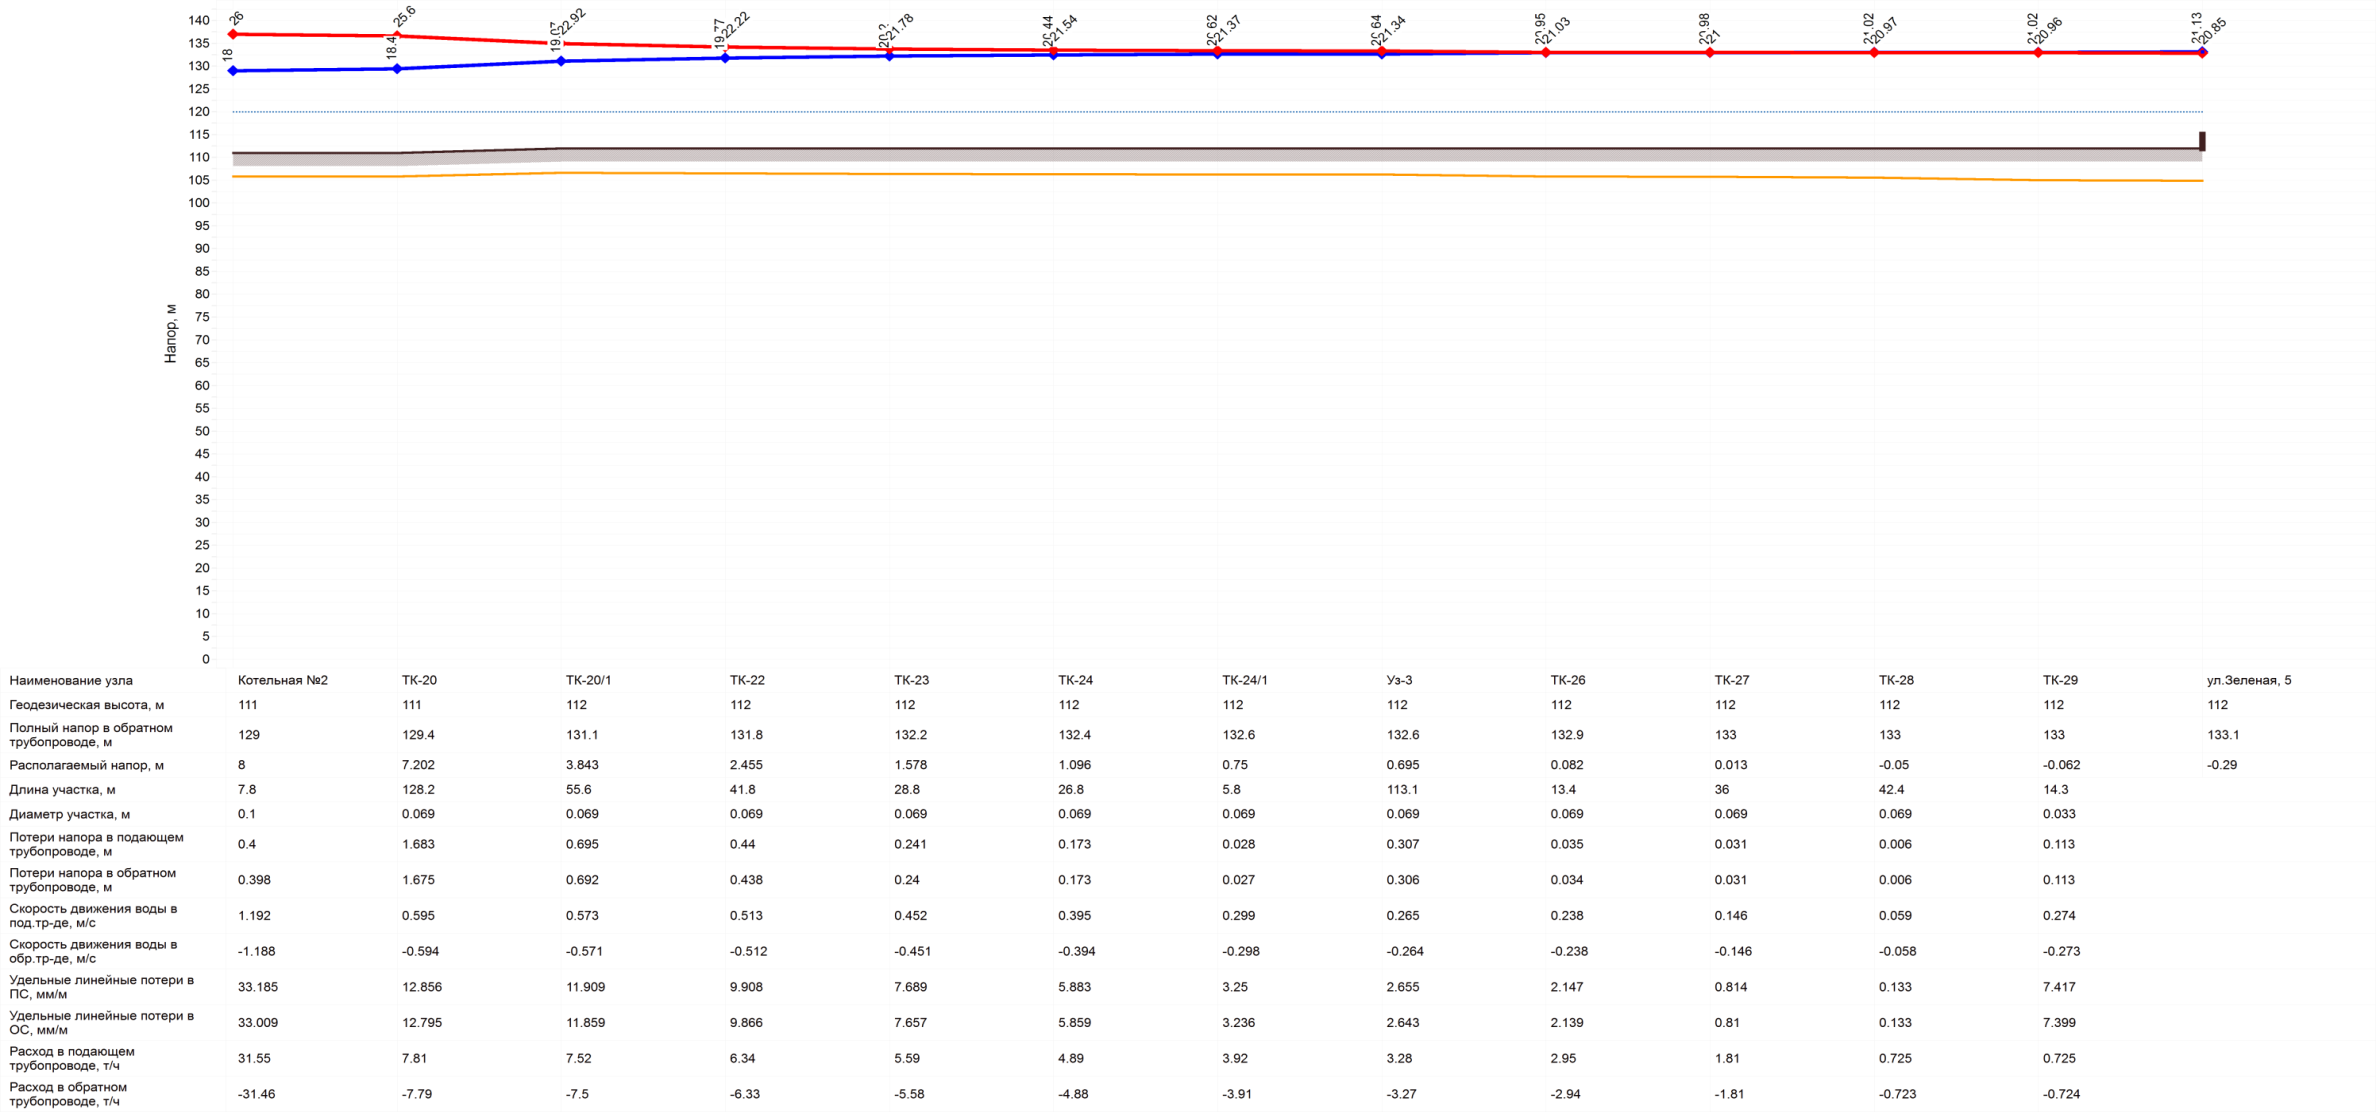 140
135
130
125
120
115
110
105
100
95
90
85
80
75
70
65
60
55
50
45
40
35
30
25
20
15
10
5
0
Напор, м
26
18
25.6
18.4
22.92
22.22
21.78
21.54
21.37
21.34
21.03
21
20.97
20.96
20.85
Наименование узла Котельная №2 ТК-20 ТК-20/1 ТК-22 ТК-23 ТК-24 ТК-24/1 Уз-3 ТК-26 ТК-27 ТК-28 ТК-29 ул.Зеленая, 5
Геодезическая высота, м 111 111 112 112 112 112 112 112 112 112 112 112 112
Полный напор в обратном
трубопроводе, м 129 129.4 131.1 131.8 132.2 132.4 132.6 132.6 132.9 133 133 133 133.1
Располагаемый напор, м 8 7.202 3.843 2.455 1.578 1.096 0.75 0.695 0.082 0.013 -0.05 -0.062 -0.29
Длина участка, м 7.8 128.2 55.6 41.8 28.8 26.8 5.8 113.1 13.4 36 42.4 14.3
Диаметр участка, м 0.1 0.069 0.069 0.069 0.069 0.069 0.069 0.069 0.069 0.069 0.069 0.033
Потери напора в подающем
трубопроводе, м 0.4 1.683 0.695 0.44 0.241 0.173 0.028 0.307 0.035 0.031 0.006 0.113
Потери напора в обратном
трубопроводе, м 0.398 1.675 0.692 0.438 0.24 0.173 0.027 0.306 0.034 0.031 0.006 0.113
Скорость движения воды в
под.тр-де, м/с 1.192 0.595 0.573 0.513 0.452 0.395 0.299 0.265 0.238 0.146 0.059 0.274
Скорость движения воды в
обр.тр-де, м/с -1.188 -0.594 -0.571 -0.512 -0.451 -0.394 -0.298 -0.264 -0.238 -0.146 -0.058 -0.273
Удельные линейные потери в
ПС, мм/м 33.185 12.856 11.909 9.908 7.689 5.883 3.25 2.655 2.147 0.814 0.133 7.417
Удельные линейные потери в
ОС, мм/м 33.009 12.795 11.859 9.866 7.657 5.859 3.236 2.643 2.139 0.81 0.133 7.399
Расход в подающем
трубопроводе, т/ч 31.55 7.81 7.52 6.34 5.59 4.89 3.92 3.28 2.95 1.81 0.725 0.725
Расход в обратном
трубопроводе, т/ч -31.46 -7.79 -7.5 -6.33 -5.58 -4.88 -3.91 -3.27 -2.94 -1.81 -0.723 -0.724